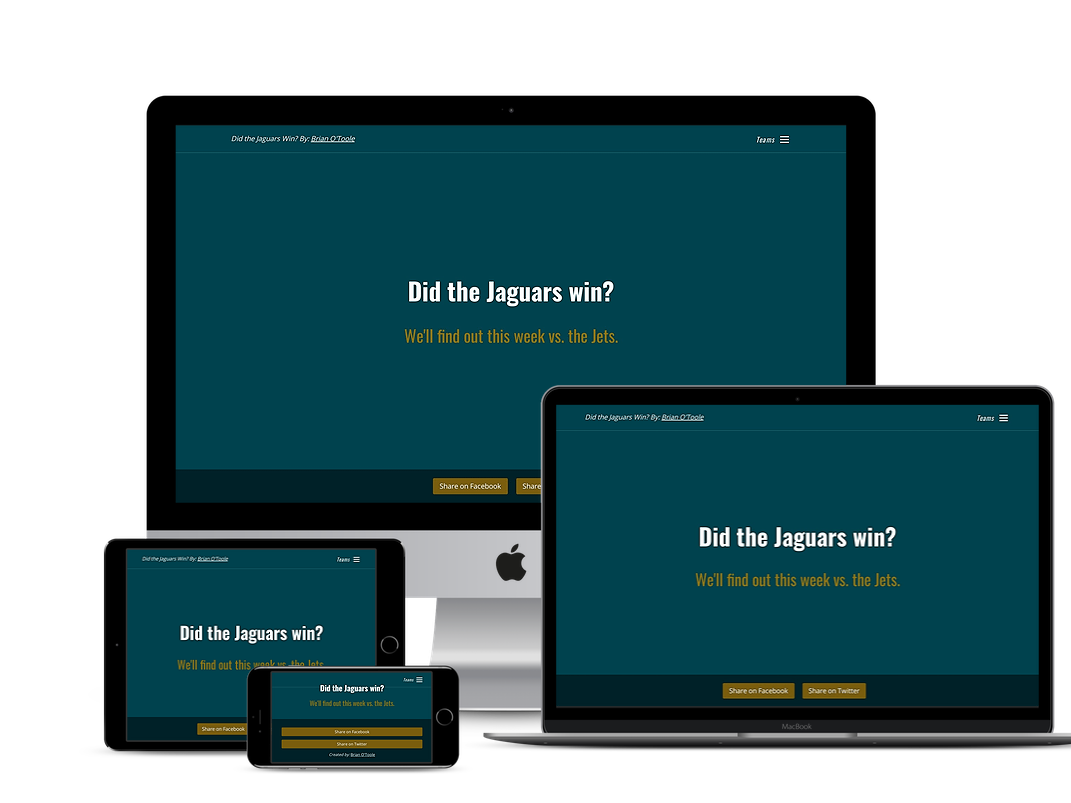 Did the Jaguars Win? By: Brian O'Toole
Teams
Did the Jaguars win?
We'll find out this week vs. the Jets.
Share on Facebook
Share
Did the Jaguars Win? By: Brian O'Toole
Teams
Did the Jaguars win?
We'll find out this week vs. the Jets.
Share on Facebook
Share on Twitter
MacBook
Did the Jaguars Win? By: Brian O'Toole
Teams
Did the Jaguars win?
We'll find out this week vs. the Jets.
Share on Facebook
Teams
Did the Jaguars win?
We'll find out this week vs. the Jets.
Share on Facebook
Share on Twitter
Created by: Brian O'Toole